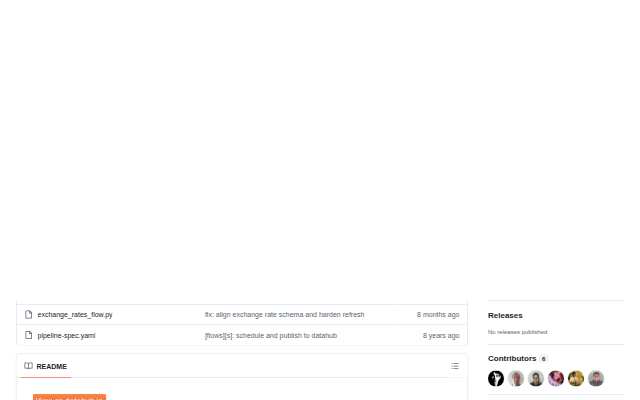 exchange_rates_flow.py fix: align exchange rate schema and harden refresh 8 months ago
pipeline-spec.yaml [flows][s]: schedule and publish to datahub 8 years ago
README
Releases
No releases published
Contributors 6